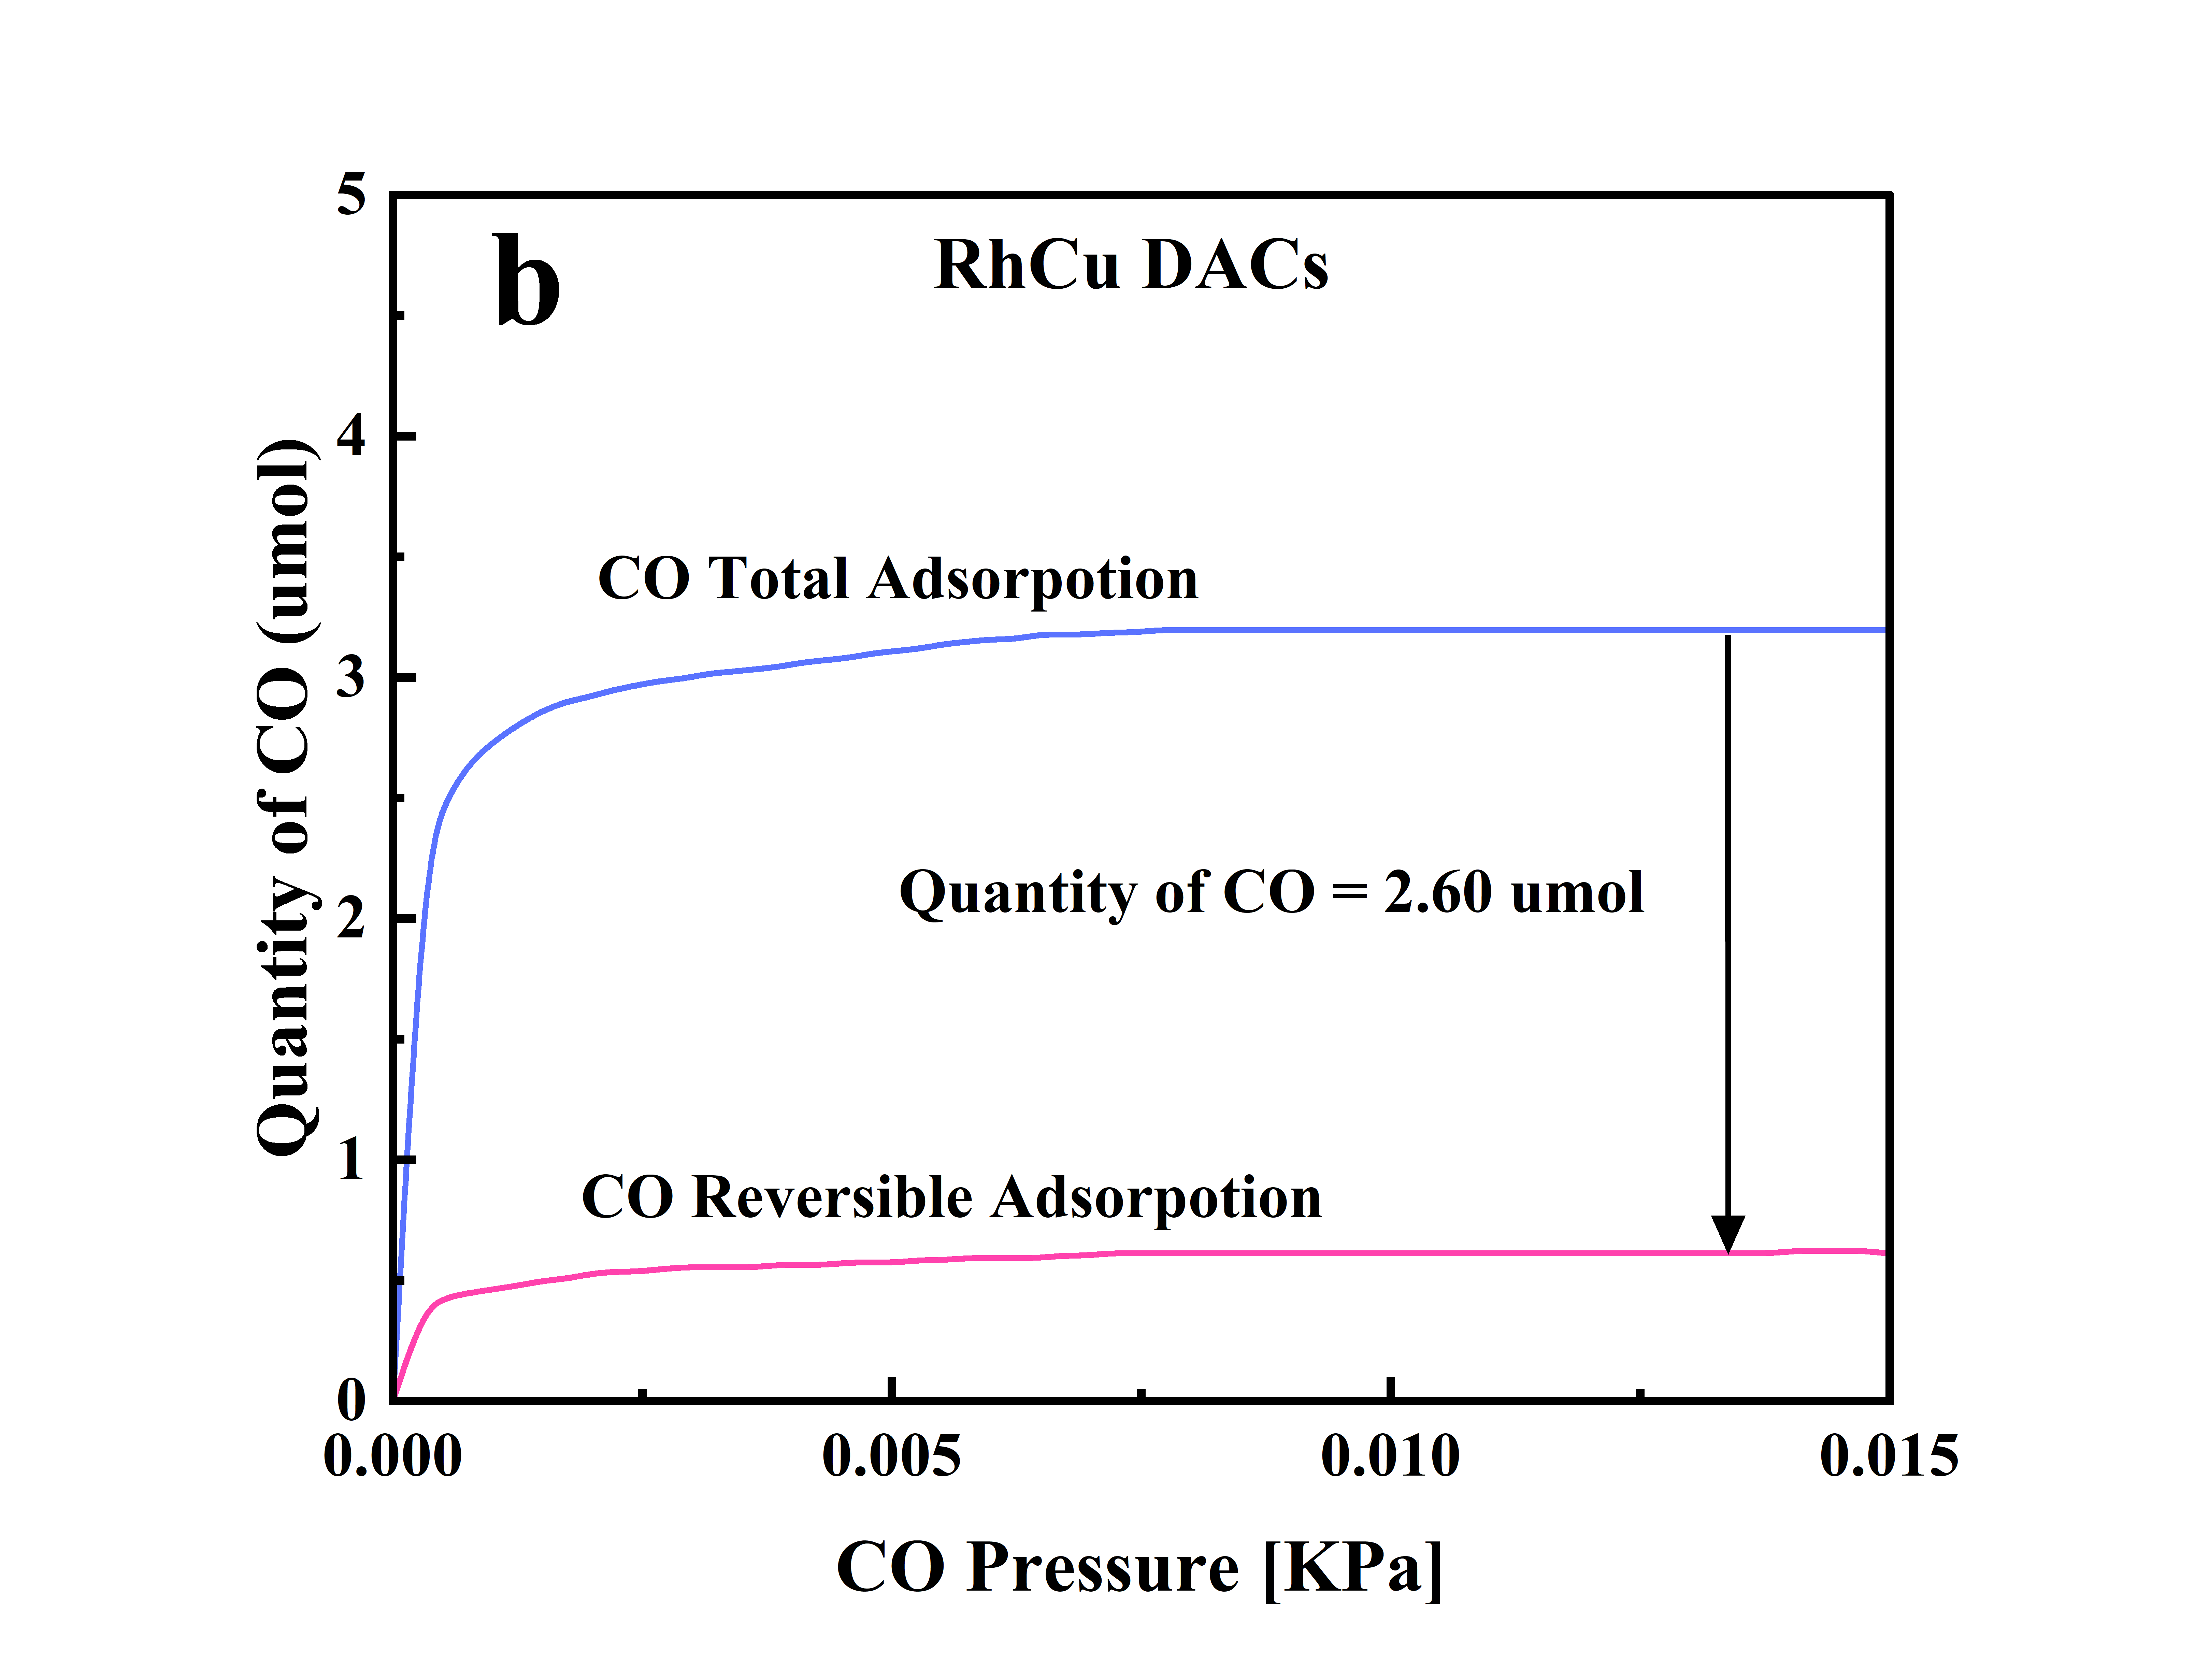 b
RhCu DACs
5
4
3
2
1
0
Quantity of CO (umol)
CO Total Adsorpotion
Quantity of CO = 2.60 umol
CO Reversible Adsorpotion
0.000
0.005
0.010
0.015
CO Pressure [KPa]